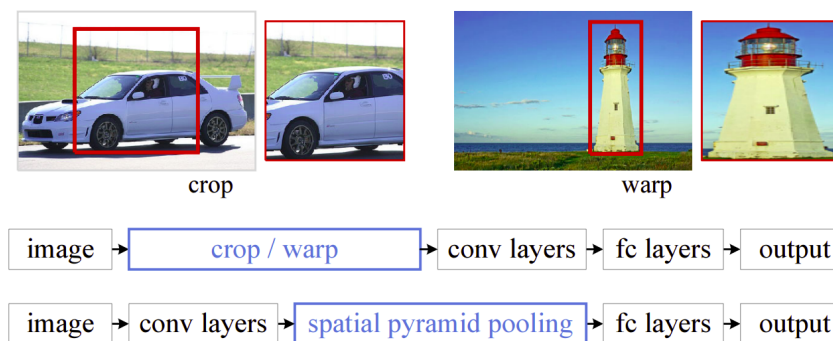 crop
warp
image crop / warp conv layers fc layers output
image conv layers spatial pyramid pooling fc layers output